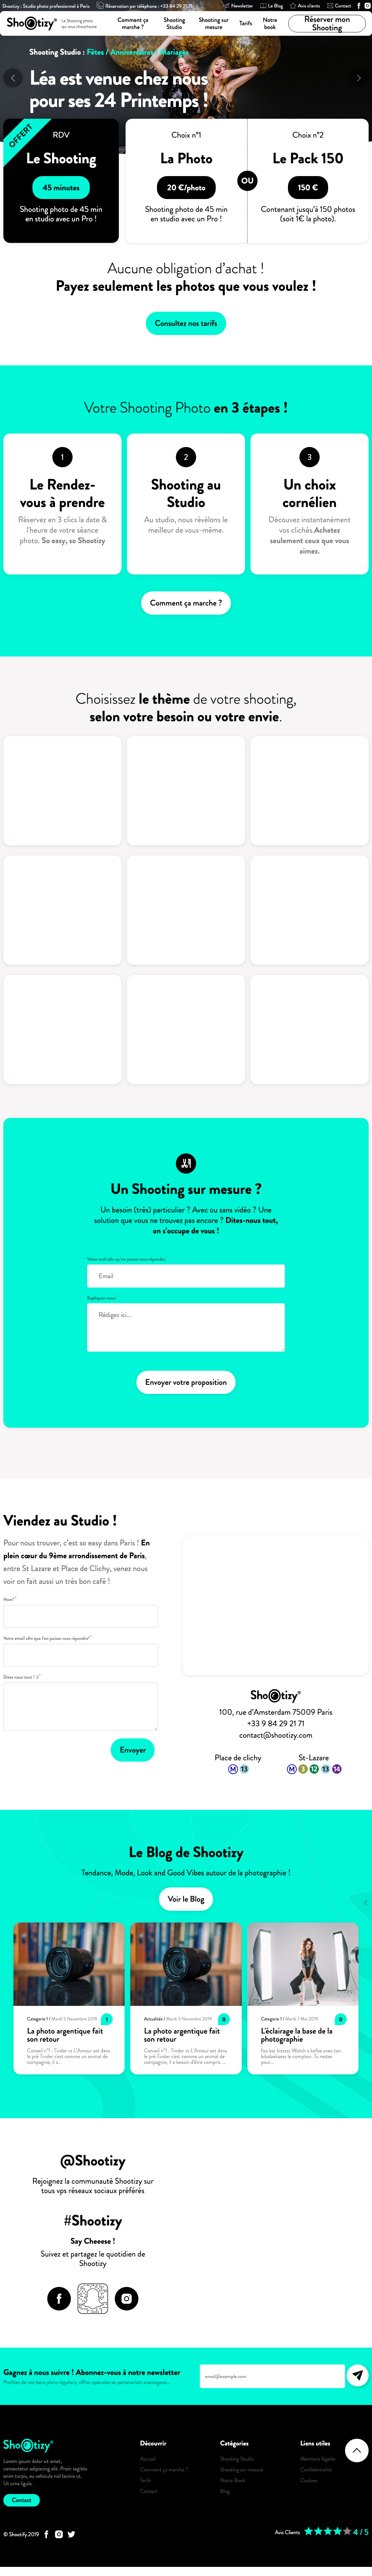 Shootizy : Studio photo professionnel à Paris
Réservation par téléphone : +33 84 29 21 71
Newsletter
Le Blog
Avis clients
Contact
Shootizy®
Le Shooting photo
qui vous chouchoute
Comment ça
marche ?
Shooting
Studio
Shooting sur
mesure
Tarifs
Notre
book
Réserver mon
Shooting
Shooting Studio : Fêtes / Anniversaires / Mariages
Léa est venue chez nous
pour ses 24 Printemps !
OFFERT
RDV
Le Shooting
45 minutes
Shooting photo de 45 min
en studio avec un Pro !
Choix n°1
La Photo
20 €/photo
Shooting photo de 45 min
en studio avec un Pro !
OU
Choix n°2
Le Pack 150
150 €
Contenant jusqu'à 150 photos
(soit 1€ la photo).
Aucune obligation d'achat !
Payez seulement les photos que vous voulez !
Consultez nos tarifs
Votre Shooting Photo en 3 étapes !
1
Le Rendez-
vous à prendre
Réservez en 3 clics la date &
l'heure de votre séance
photo. So easy, so Shootizy
2
Shooting au
Studio
Au studio, nous révélons le
meilleur de vous-même.
3
Un choix
cornélien
Découvez instantanément
vos clichés.Achetez
seulement ceux que vous
aimez.
Comment ça marche ?
Choisissez le thème de votre shooting,
selon votre besoin ou votre envie.
Un Shooting sur mesure ?
Un besoin (très) particulier ? Avec ou sans vidéo ? Une
solution que vous ne trouvez pas encore ? Dites-nous tout,
on s'occupe de vous !
Votre mail afin qu'on puisse vous répondre *
Email
Expliquez-nous *
Rédigez ici...
Envoyer votre proposition
Viendez au Studio !
Pour nous trouver, c'est so easy dans Paris ! En
plein cœur du 9ème arrondissement de Paris,
entre St Lazare et Place de Clichy, venez nous
voir on fait aussi un très bon café !
Nom* *
Votre email afin que l'on puisse vous répondre* *
Dites nous tout ! :) *
Envoyer
Shootizy®
100, rue d'Amsterdam 75009 Paris
+33 9 84 29 21 71
contact@shootizy.com
Place de clichy
M 13
St-Lazare
M 3 12 13 14
Le Blog de Shootizy
Tendance, Mode, Look and Good Vibes autour de la photographie !
Voir le Blog
Categorie 1 / Mardi 5 Novembre 2019
1
La photo argentique fait
son retour
Conseil n°1 : Tinder vs L'Amour est dans
le pré Tinder c'est comme un animal de
compagnie, il a...
Actualités / Mardi 5 Novembre 2019
0
La photo argentique fait
son retour
Conseil n°1 : Tinder vs L'Amour est dans
le pré Tinder c'est comme un animal de
compagnie, il a besoin d'être compris. ...
Categorie 1 / Mardi 7 Mai 2019
0
L'éclairage la base de la
photographie
@Shootizy
Rejoignez la communauté Shootizy sur
tous vps réseaux sociaux préférés
#Shootizy
Say Cheeese !
Suivez et partagez le quotidien de
Shootizy
Gagnez à nous suivre ! Abonnez-vous à notre newsletter
Profitez de nos bons plans réguliers, offres spéciales et partenariats avantageux...
email@exemple.com
Shootizy®
Lorem ipsum dolor sit amet,
consectetur adipiscing elit. Proin sagittis
enim turpis, eu vehicula nisl lacinia ut.
Ut urna ligula.
Contact
Découvrir
Accueil
Comment ça marche ?
Tarifs
Contact
Catégories
Shooting Studio
Shooting sur mesure
Notre Book
Blog
Liens utiles
Mentions légales
Confidentialité
Cookies
© Shootify.2019
Avis Clients
4 / 5